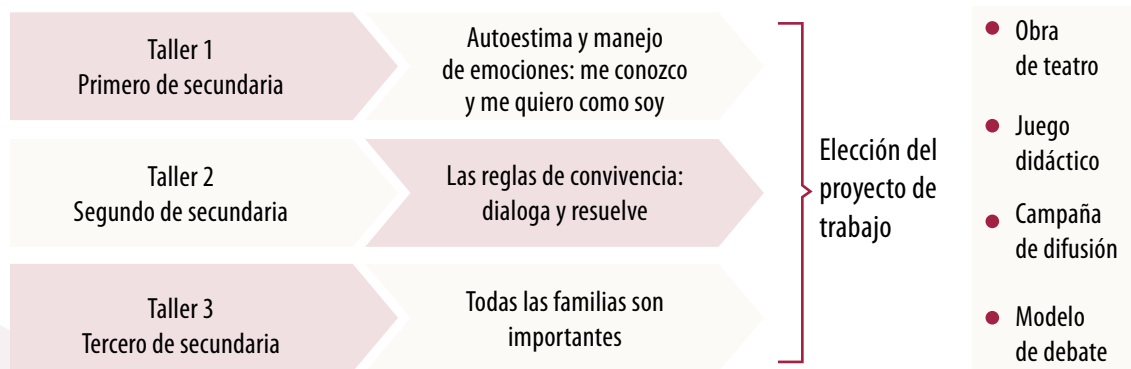 Taller 1
Primero de secundaria
Autoestima y manejo
de emociones: me conozco
y me quiero como soy
Taller 2
Segundo de secundaria
Las reglas de convivencia:
dialoga y resuelve
Taller 3
Tercero de secundaria
Todas las familias son
importantes
Elección del
proyecto de
trabajo
Obra
de teatro
Juego
didáctico
Campaña
de difusión
Modelo
de debate